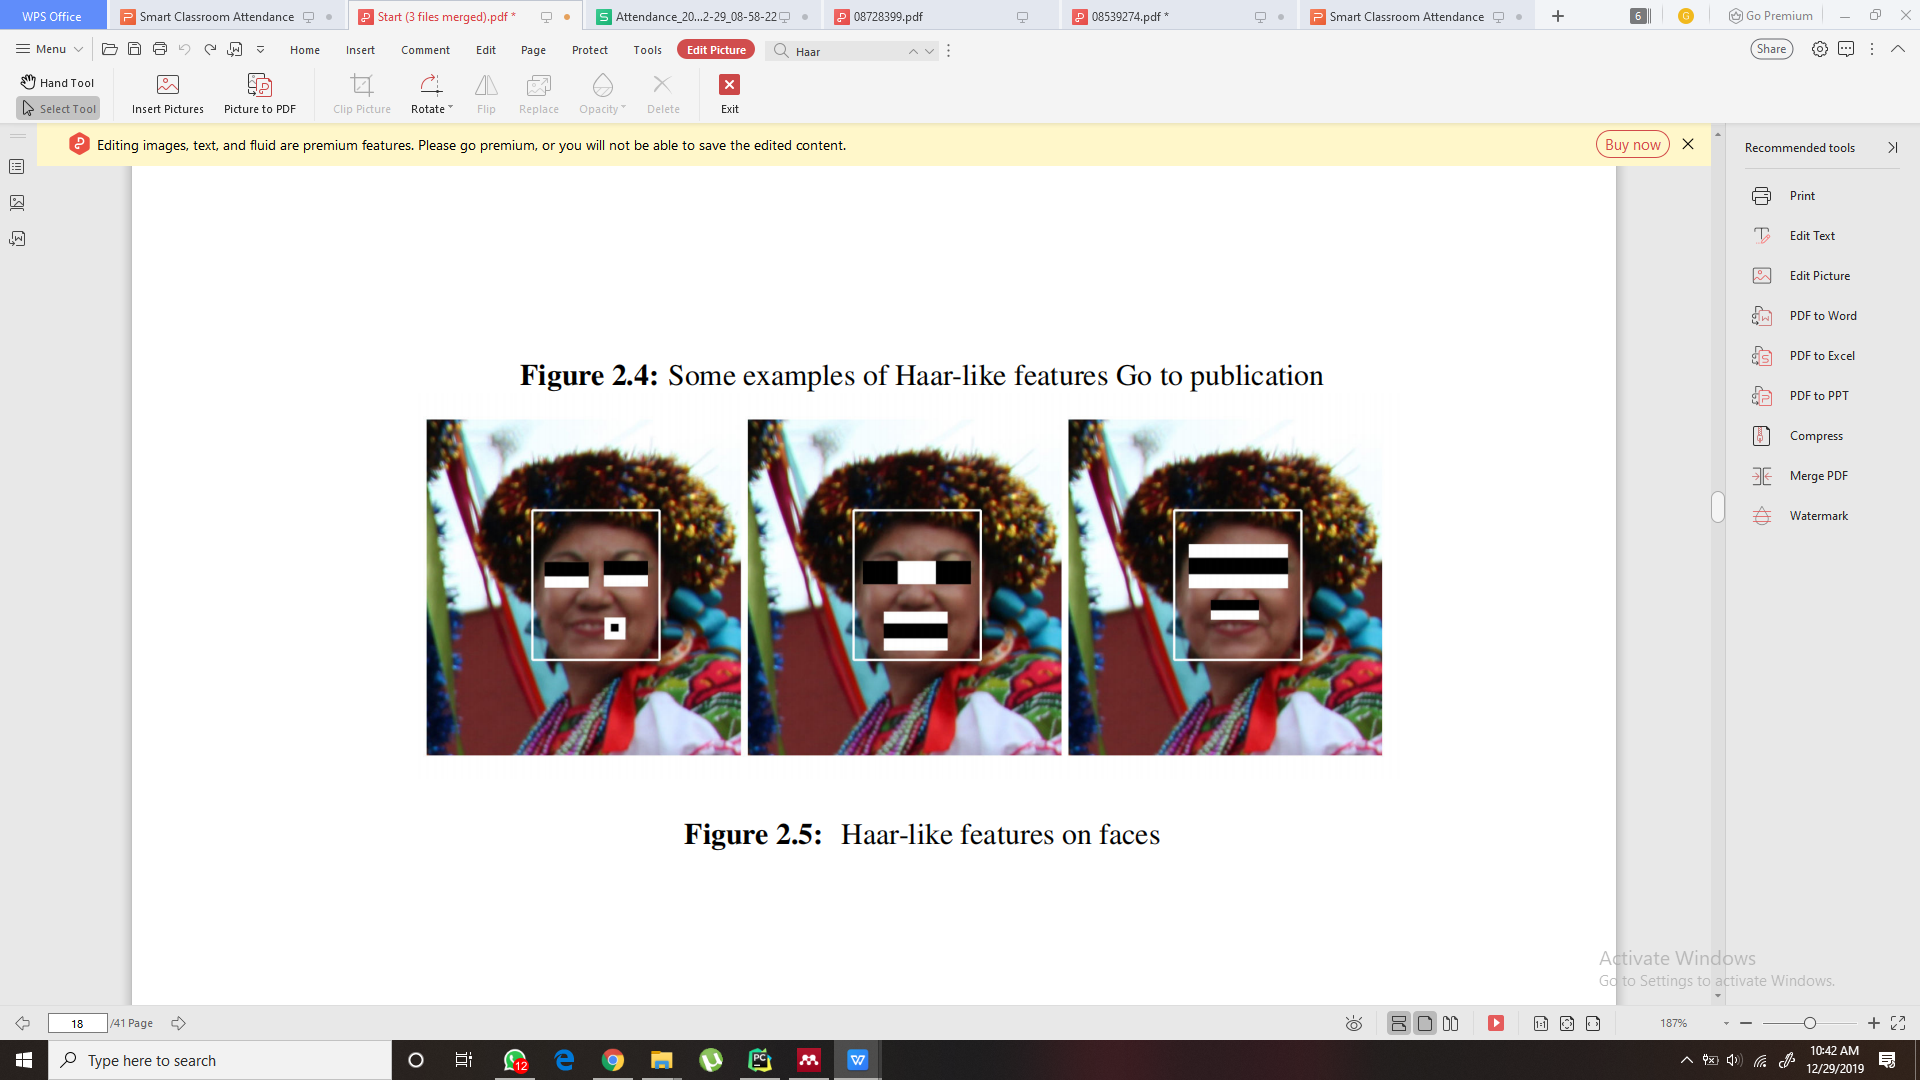 WPS Office
Smart Classroom Attendance
Start (3 files merged).pdf *
Attendance_20...2-29_08-58-22
08728399.pdf
08539274.pdf *
Smart Classroom Attendance
6
G
Go Premium
Menu
Home
Insert
Comment
Edit
Page
Protect
Tools
Edit Picture
Haar
Share
Hand Tool
Select Tool
Insert Pictures
Picture to PDF
Clip Picture
Rotate
Flip
Replace
Opacity
Delete
Exit
Editing images, text, and fluid are premium features. Please go premium, or you will not be able to save the edited content.
Buy now
Recommended tools
Print
Edit Text
Edit Picture
PDF to Word
PDF to Excel
PDF to PPT
Compress
Merge PDF
Watermark
Figure 2.4: Some examples of Haar-like features Go to publication
Figure 2.5: Haar-like features on faces
Activate Windows
Go to Settings to activate Windows.
18
/41 Page
187%
Type here to search
12
10:42 AM
12/29/2019